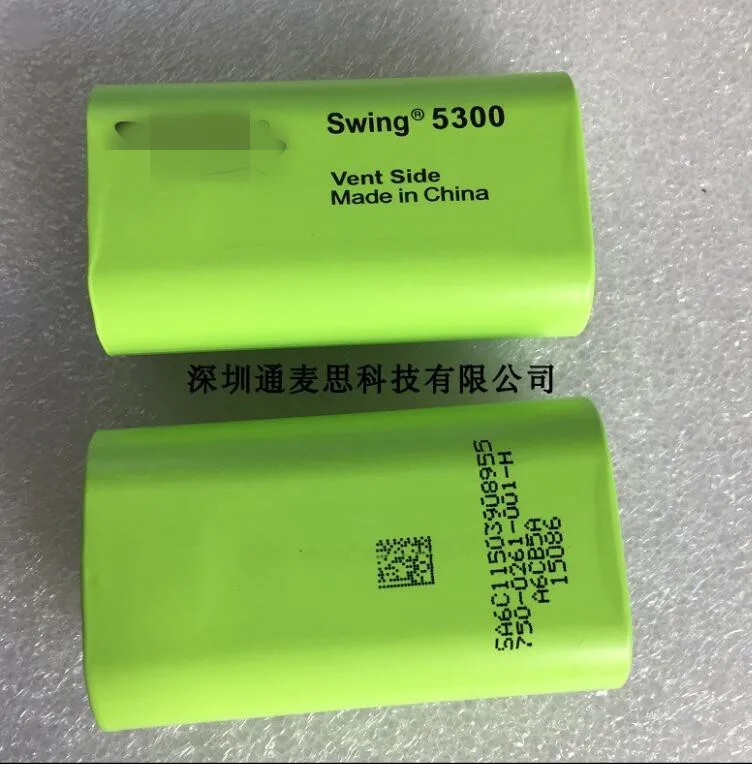 Swing® 5300
Vent Side
Made in China
深圳通麦思科技有限公司
SA6C11503908955
750-0261-001-H
A6CB5A
15086